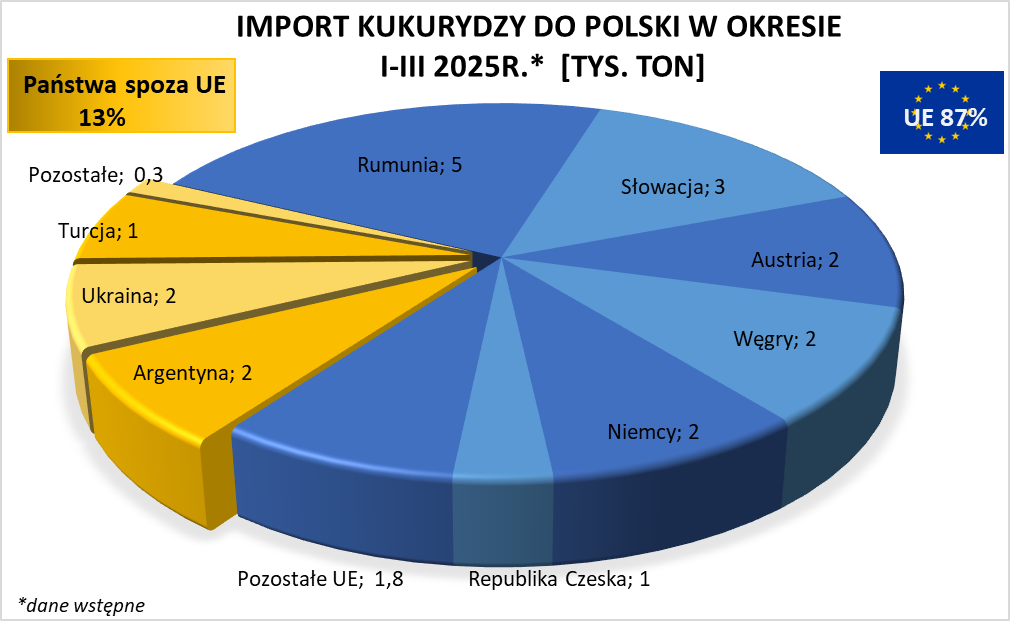 IMPORT KUKURYDZY DO POLSKI W OKRESIE
I-III 2025R.* [TYS. TON]
Państwa spoza UE
13%
UE 87%
Rumunia; 5
Słowacja; 3
Austria; 2
Węgry; 2
Niemcy; 2
Republika Czeska; 1
Pozostałe UE; 1,8
Argentyna; 2
Ukraina; 2
Turcja; 1
Pozostałe; 0,3
*dane wstępne